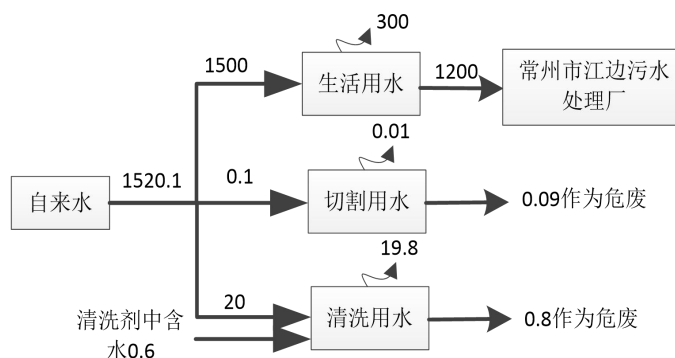 300
1500
生活用水
1200
常州市江边污水
处理厂
0.01
自来水
1520.1
0.1
切割用水
0.09作为危废
19.8
20
清洗剂中含
水0.6
清洗用水
0.8作为危废